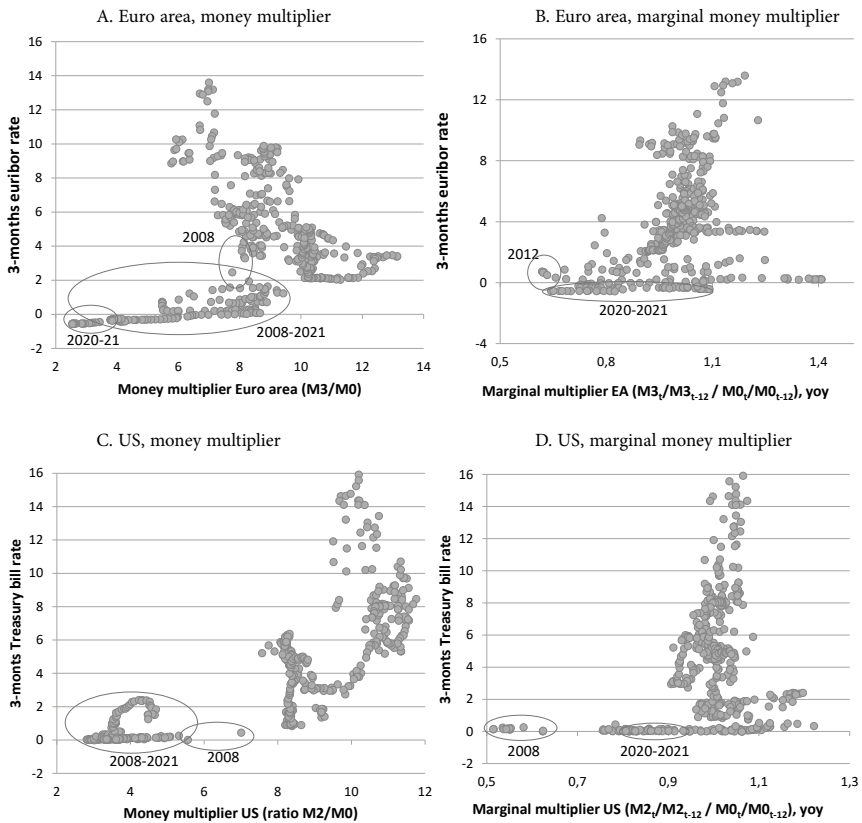 A. Euro area, money multiplier
3-months euribor rate
16
14
12
10
8
6
4
2
0
-2
2008
2020-21
2008-2021
2 4 6 8 10 12 14
Money multiplier Euro area (M3/M0)
B. Euro area, marginal money multiplier
3-months euribor rate
16
12
8
4
0
-4
2012
2020-2021
0,5 0,8 1,1 1,4
Marginal multiplier EA (M3t/M3t-12 / M0t/M0t-12), yoy
C. US, money multiplier
3-monts Treasury bill rate
16
14
12
10
8
6
4
2
0
-2
2008-2021
2008
2 4 6 8 10 12
Money multiplier US (ratio M2/M0)
D. US, marginal money multiplier
3-monts Treasury bill rate
16
14
12
10
8
6
4
2
0
-2
2008
2020-2021
0,5 0,7 0,9 1,1 1,3
Marginal multiplier US (M2t/M2t-12 / M0t/M0t-12), yoy